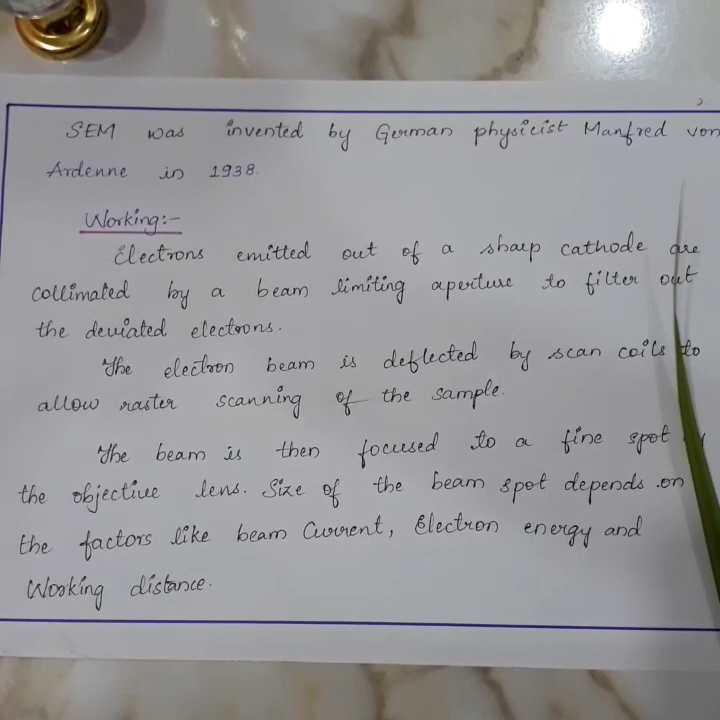 2
SEM was invented by German physicist Manfred von
Ardenne in 1938.
Working:-
Electrons emitted out of a sharp cathode are
collimated by a beam limiting aperture to filter out
the deviated electrons.
The electron beam is deflected by scan coils to
allow raster scanning of the sample.
The beam is then focused to a fine spot
the objective lens. Size of the beam spot depends on
the factors like beam Current, Electron energy and
Working distance.